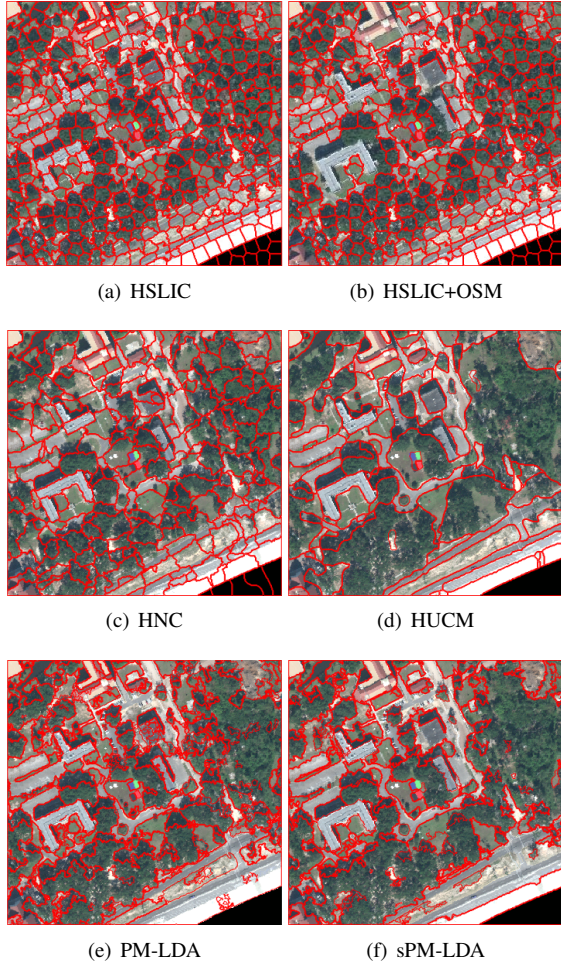 (a) HSLIC
(b) HSLIC+OSM
(c) HNC
(d) HUCM
(e) PM-LDA
(f) sPM-LDA